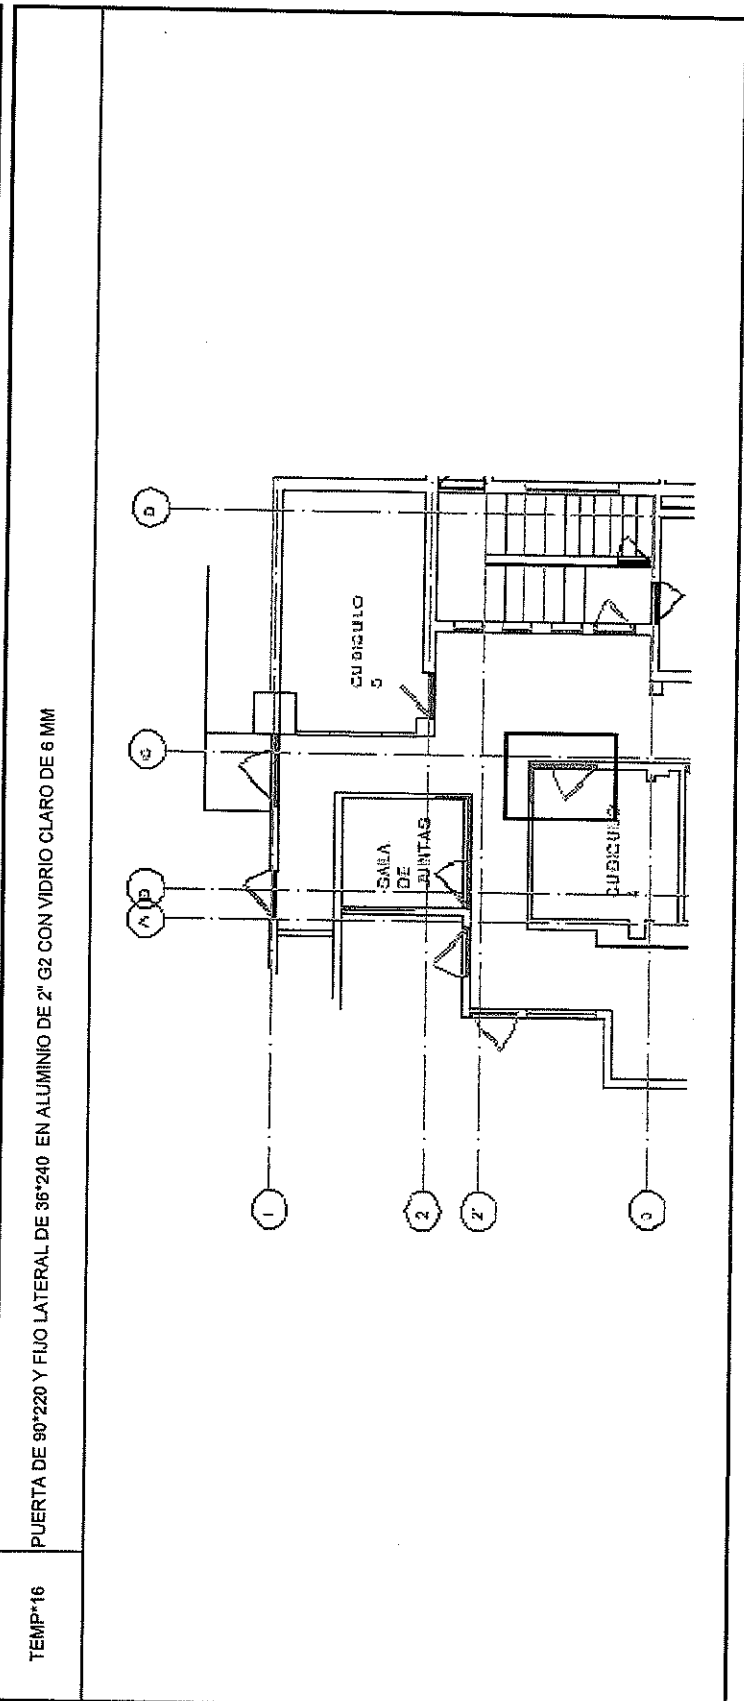 TEMP*16
PUERTA DE 90*220 Y FIJO LATERAL DE 36*240 EN ALUMINIO DE 2" G2 CON VIDRIO CLARO DE 6 MM
D
A
1
2
2'
3
CUBICULO
5
SALA
DE
JUNTAS
CUBICULO
4